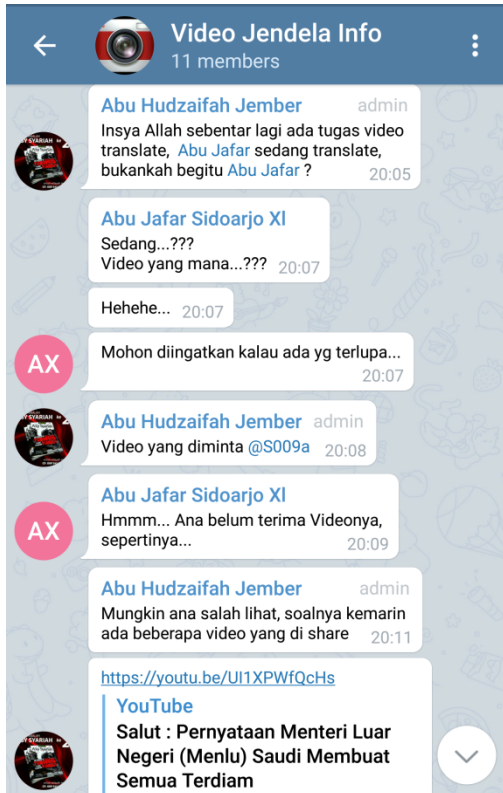 Video Jendela Info
11 members
Abu Hudzaifah Jember admin
Insya Allah sebentar lagi ada tugas video
translate, Abu Jafar sedang translate,
bukankah begitu Abu Jafar ?
20:05
Abu Jafar Sidoarjo Xl
Sedang...???
Video yang mana...??? 20:07
Hehehe... 20:07
AX
Mohon diingatkan kalau ada yg terlupa...
20:07
Abu Hudzaifah Jember admin
Video yang diminta @S009a 20:08
AX
Abu Jafar Sidoarjo Xl
Hmmm... Ana belum terima Videonya,
sepertinya...
20:09
Abu Hudzaifah Jember admin
Mungkin ana salah lihat, soalnya kemarin
ada beberapa video yang di share 20:11
https://youtu.be/UI1XPWfQcHs
YouTube
Salut : Pernyataan Menteri Luar
Negeri (Menlu) Saudi Membuat
Semua Terdiam